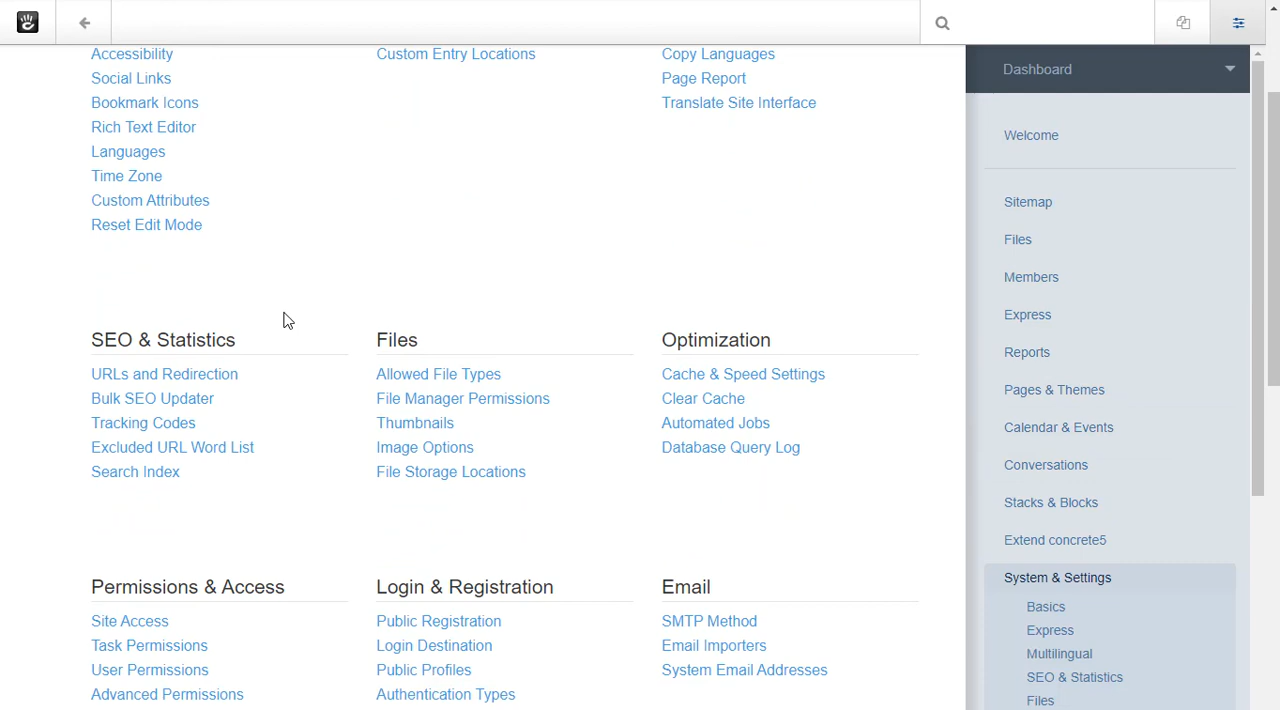 Accessibility
Social Links
Bookmark Icons
Rich Text Editor
Languages
Time Zone
Custom Attributes
Reset Edit Mode
Custom Entry Locations
Copy Languages
Page Report
Translate Site Interface
SEO & Statistics
URLs and Redirection
Bulk SEO Updater
Tracking Codes
Excluded URL Word List
Search Index
Files
Allowed File Types
File Manager Permissions
Thumbnails
Image Options
File Storage Locations
Optimization
Cache & Speed Settings
Clear Cache
Automated Jobs
Database Query Log
Permissions & Access
Site Access
Task Permissions
User Permissions
Advanced Permissions
Login & Registration
Public Registration
Login Destination
Public Profiles
Authentication Types
Email
SMTP Method
Email Importers
System Email Addresses
Dashboard
Welcome
Sitemap
Files
Members
Express
Reports
Pages & Themes
Calendar & Events
Conversations
Stacks & Blocks
Extend concrete5
System & Settings
Basics
Express
Multilingual
SEO & Statistics
Files